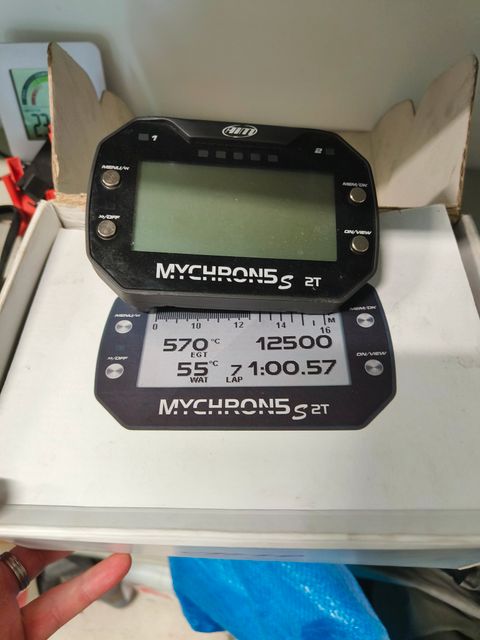 AiM
1
2
MENU/<<
MEM/OK
>>/OFF
ON/VIEW
MYCHRON5 S 2T
MENU/<<
MEM/OK
0 10 12 14 16
M
570 °C 12500
EGT
>>/OFF
ON/VIEW
55 °C 7 1:00.57
WAT LAP
MYCHRON5 S 2T